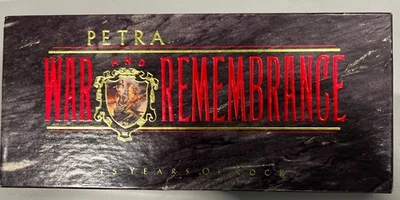 PETRA
WAR AND REMEMBRANCE
15 YEARS OF ROCK